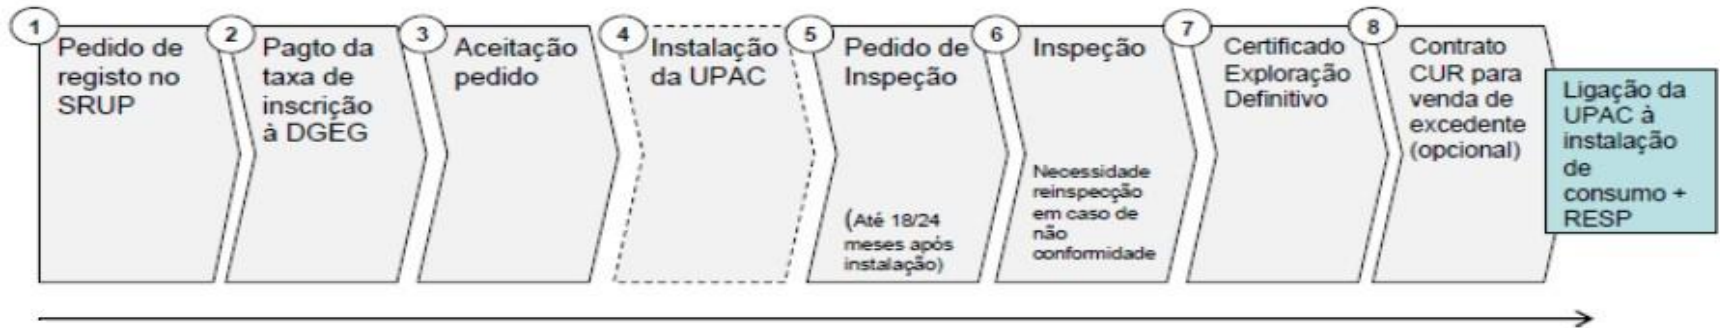 1
Pedido de
registo no
SRUP
2
Pagto da
taxa de
inscrição
à DGEG
3
Aceitação
pedido
4
Instalação
da UPAC
5
Pedido de
Inspeção
(Até 18/24
meses após
instalação)
6
Inspeção
Necessidade
reinspecção
em caso de
não
conformidade
7
Certificado
Exploração
Definitivo
8
Contrato
CUR para
venda de
excedente
(opcional)
Ligação da
UPAC à
instalação
de
consumo +
RESP